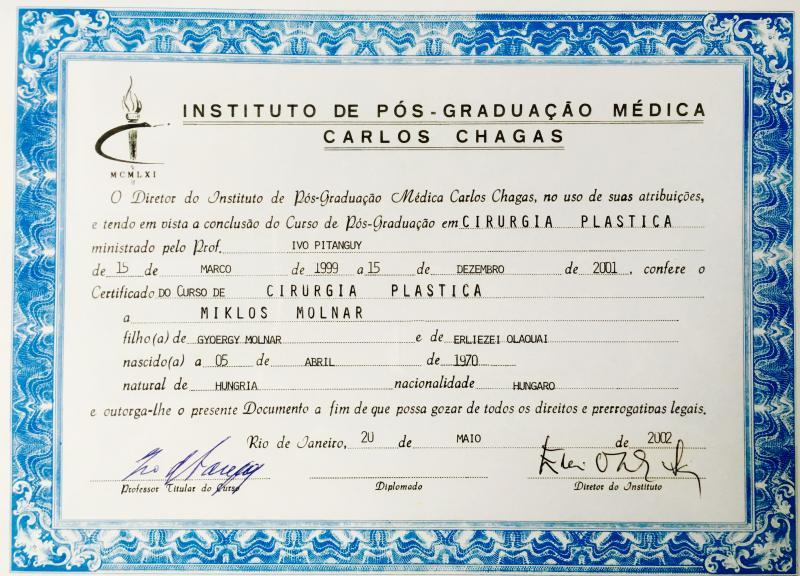 INSTITUTO DE PÓS-GRADUAÇÃO MÉDICA
CARLOS CHAGAS
MCMLXI
O Diretor do Instituto de Pós-Graduação Médica Carlos Chagas, no uso de suas atribuições,
e tendo em vista a conclusão do Curso de Pós-Graduação em CIRURGIA PLASTICA
ministrado pelo Prof. IVO PITANGUY
de 15 de MARCO de 1999 a 15 de DEZEMBRO de 2001, confere o
Certificado DO CURSO DE CIRURGIA PLASTICA
a MIKLOS MOLNAR
filho(a) de GYOERGY MOLNAR e de ERLIEZEI OLAOUAI
nascido(a) a 05 de ABRIL de 1970
natural de HUNGRIA nacionalidade HUNGARO
e outorga-lhe o presente Documento a fim de que possa gozar de todos os direitos e prerrogativas legais.
Rio de Janeiro, 20 de MAIO de 2002
Professor Titular do Curso Diplomado Diretor do Instituto